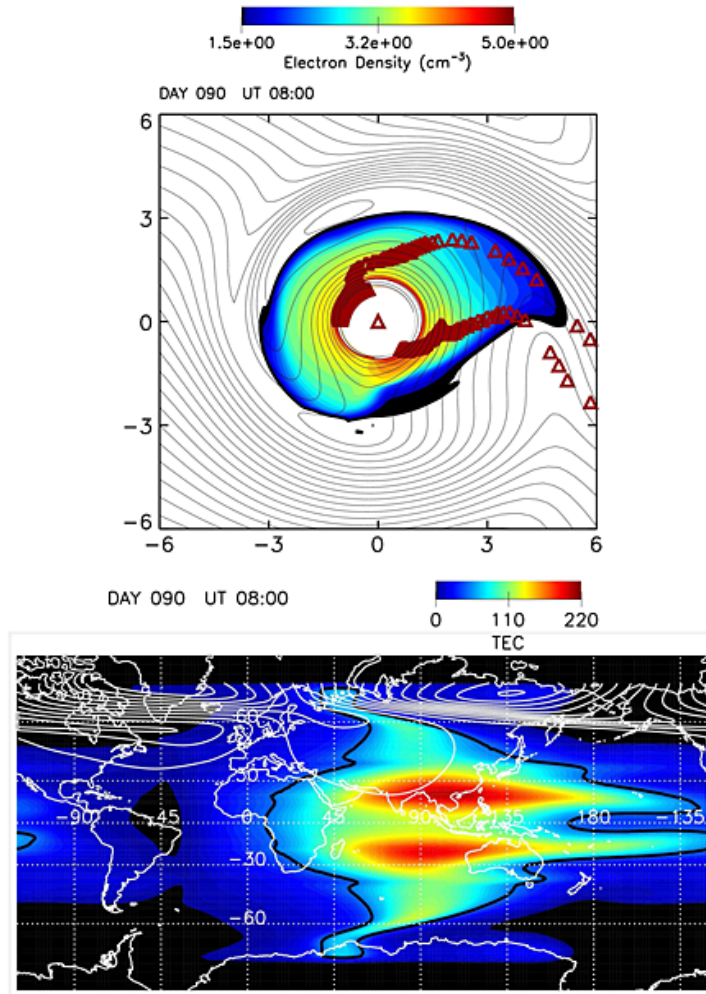 1.5e+00 3.2e+00 5.0e+00
Electron Density (cm⁻³)
DAY 090 UT 08:00
6
3
0
-3
-6
-6 -3 0 3 6
DAY 090 UT 08:00
0 110 220
TEC
60
30
-90 -45 0 45 90 135 -180 -135
-30
-60